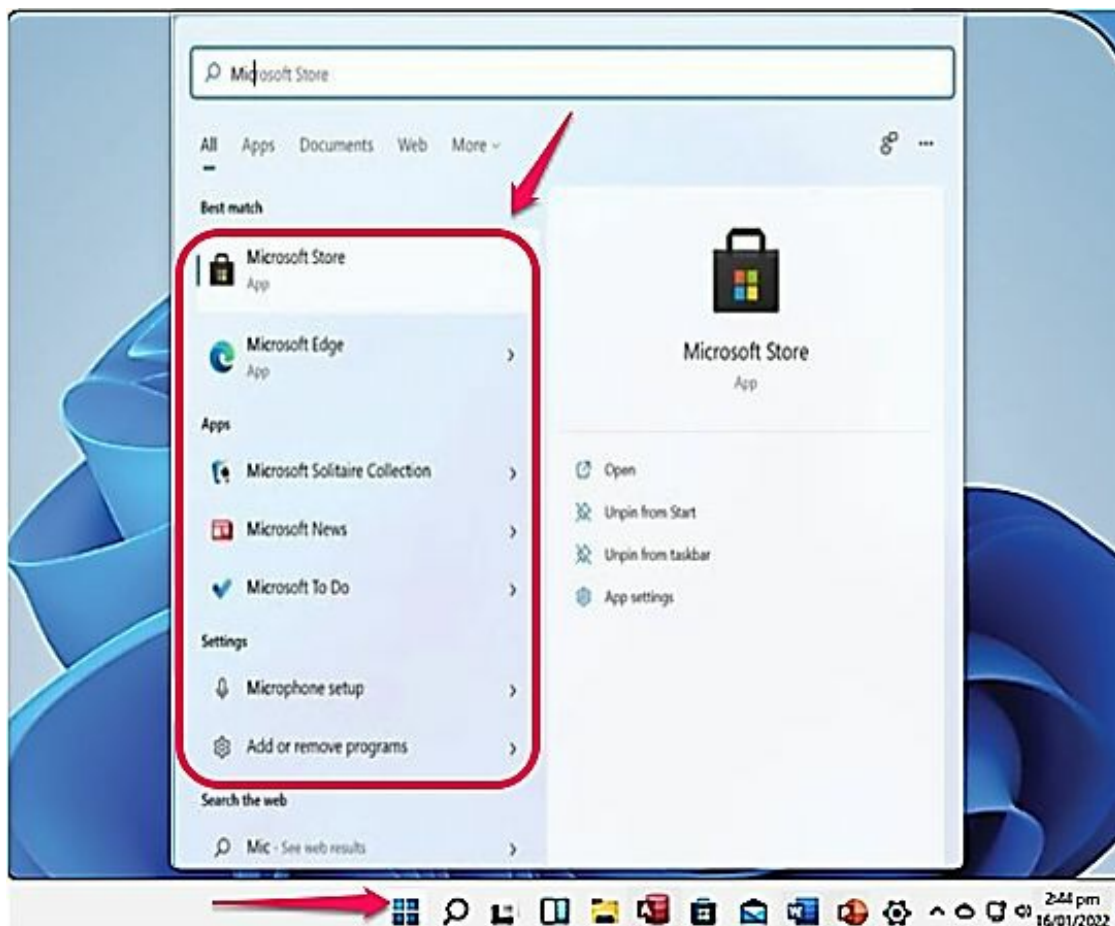 Microsoft Store
All Apps Documents Web More
Best match
Microsoft Store
App
Microsoft Edge
App
Apps
Microsoft Solitaire Collection
Microsoft News
Microsoft To Do
Settings
Microphone setup
Add or remove programs
Search the web
Mic - See web results
Microsoft Store
App
Open
Unpin from Start
Unpin from taskbar
App settings
2:44 pm
16/01/2022